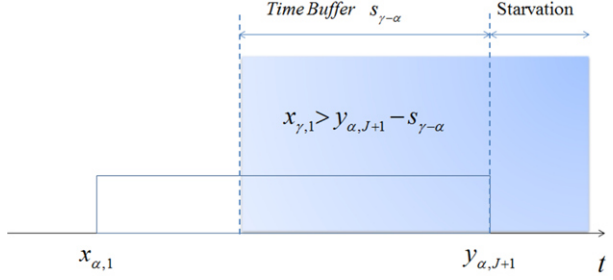 Time Buffer s_{γ−α} Starvation
x_{γ,1} > y_{α,J+1} − s_{γ−α}
x_{α,1} y_{α,J+1} t